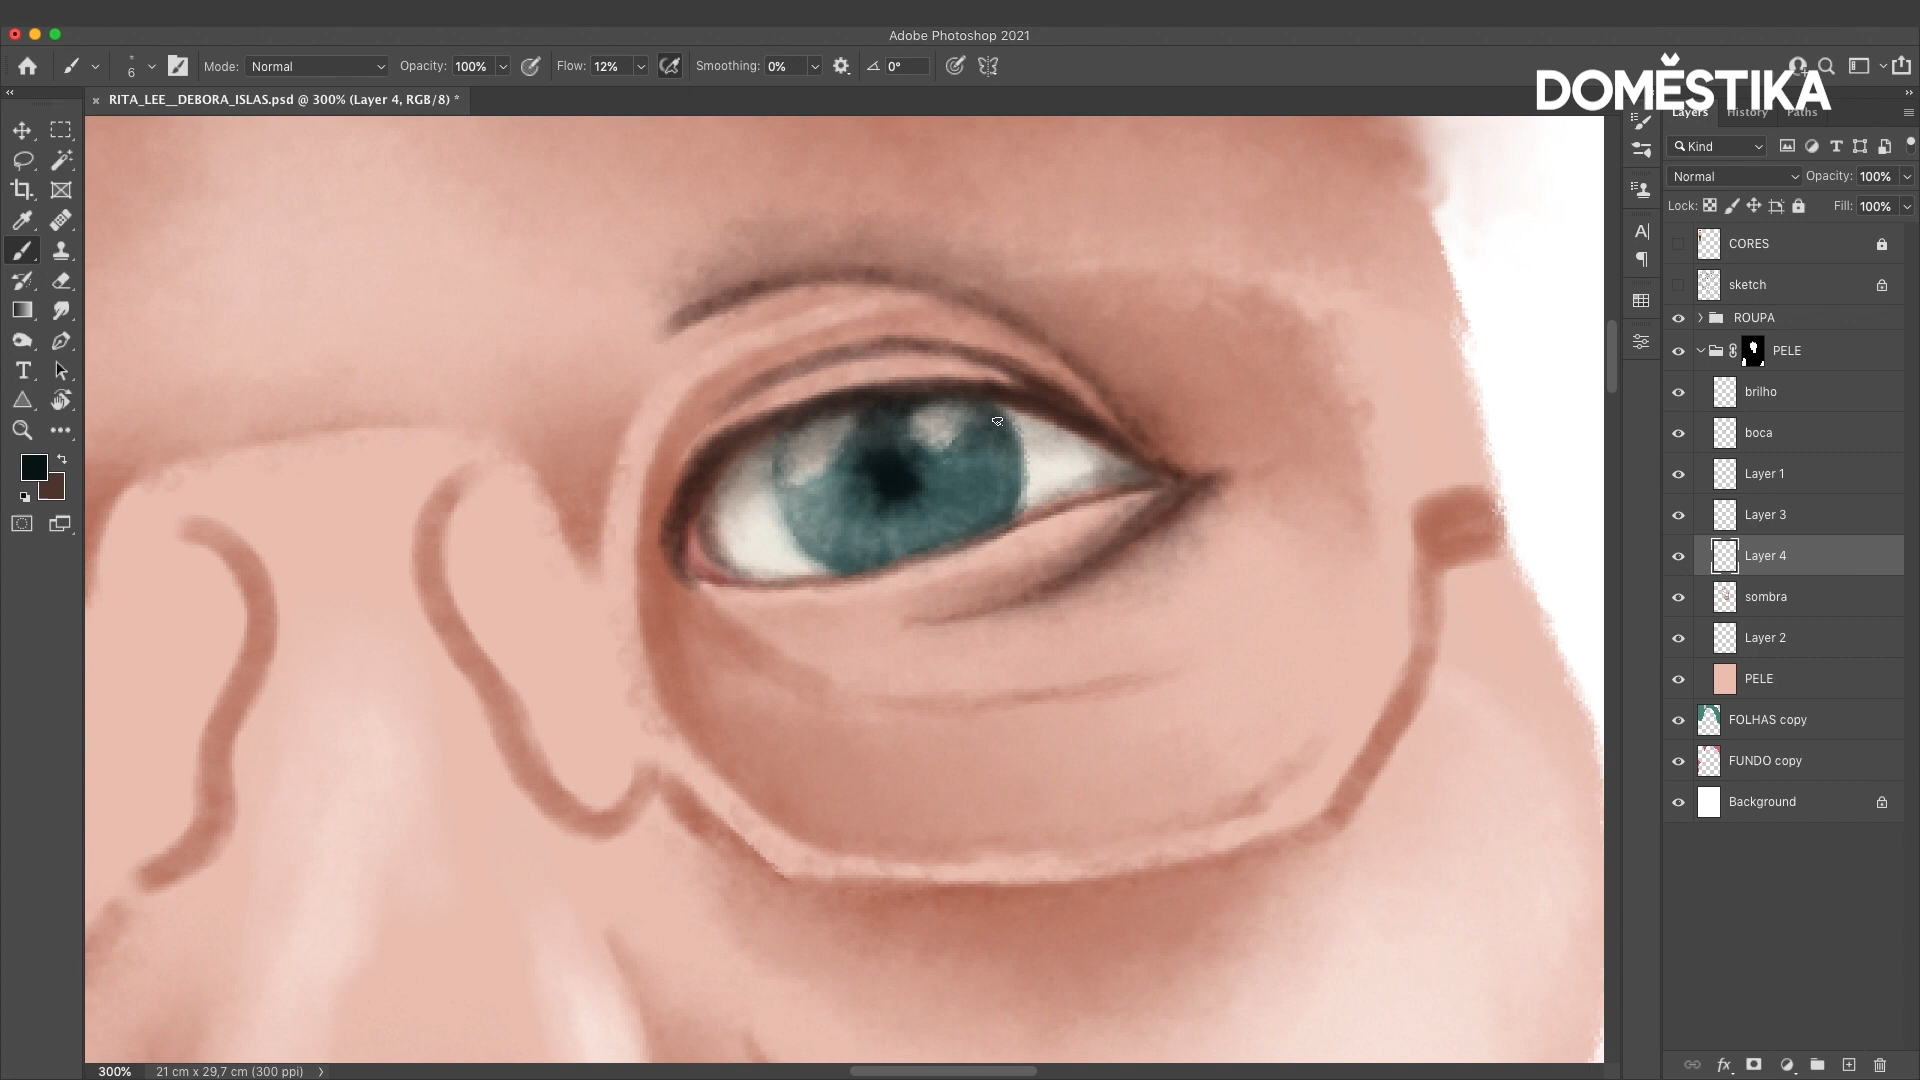 Adobe Photoshop 2021
6 Mode: Normal Opacity: 100% Flow: 12% Smoothing: 0% 0°
DOMESTIKA
RITA_LEE__DEBORA_ISLAS.psd @ 300% (Layer 4, RGB/8) *
Layers History Paths
Kind
Normal Opacity: 100%
Lock: Fill: 100%
CORES
sketch
ROUPA
PELE
brilho
boca
Layer 1
Layer 3
Layer 4
sombra
Layer 2
PELE
FOLHAS copy
FUNDO copy
Background
300% 21 cm x 29,7 cm (300 ppi)